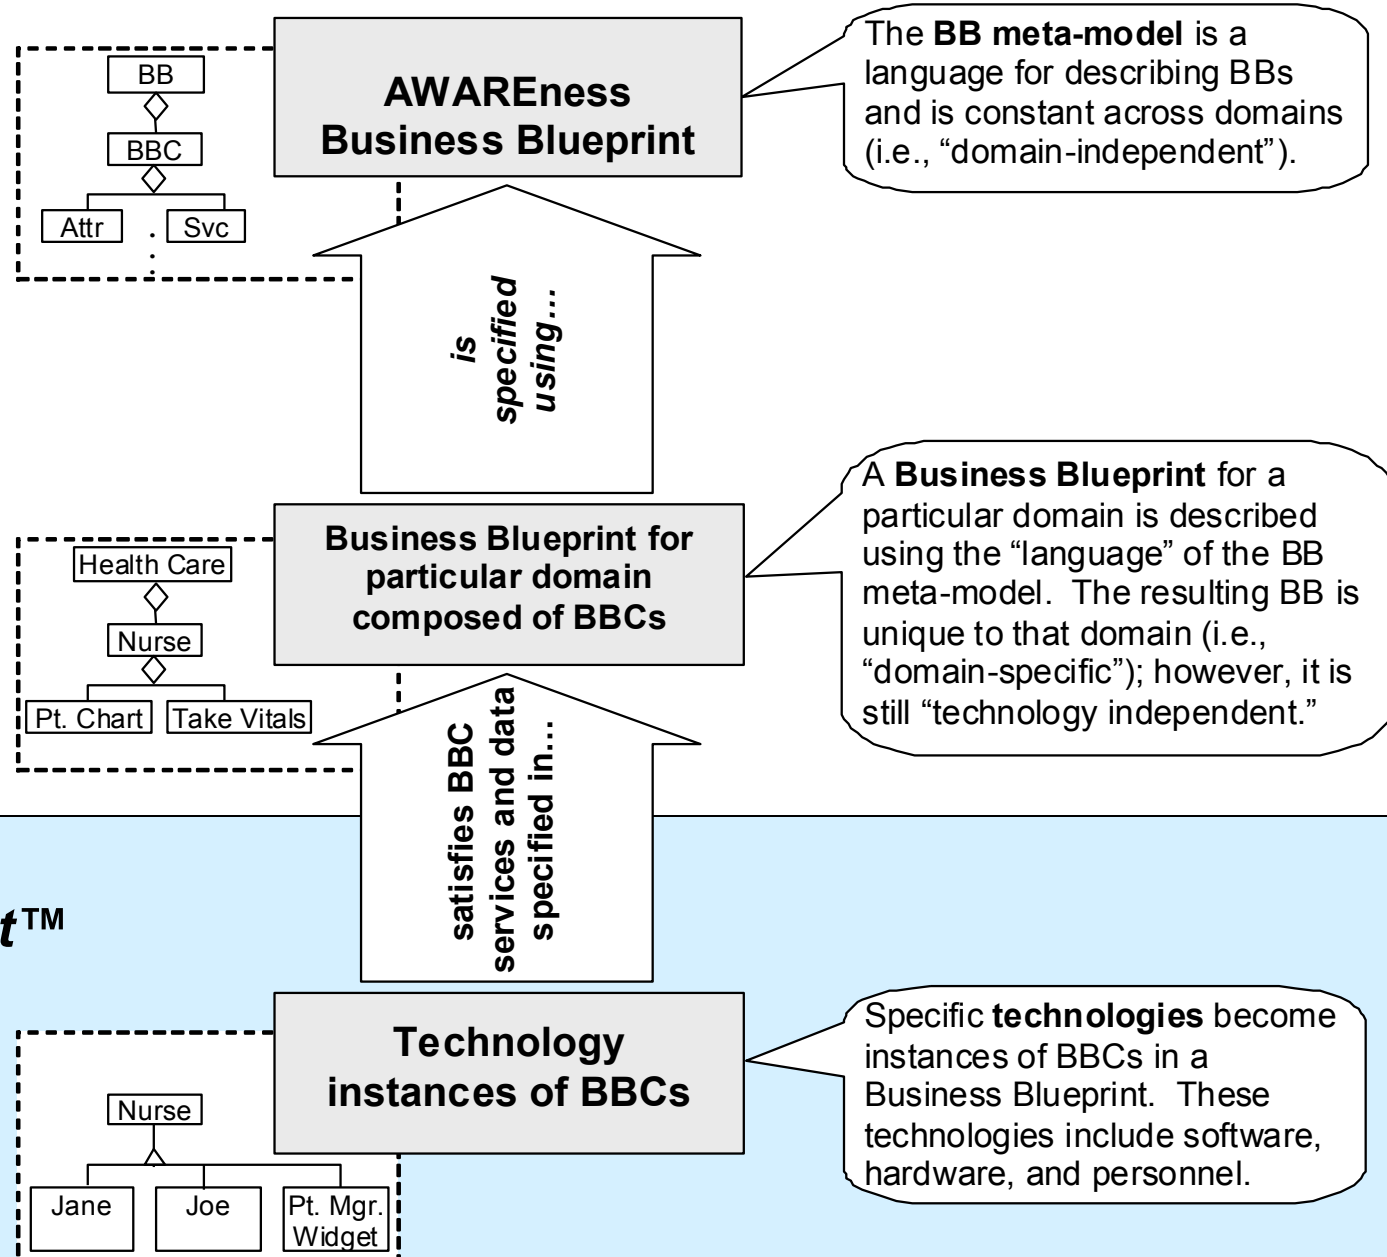 BB
BBC
Attr
Svc
AWAREness
Business Blueprint
The BB meta-model is a
language for describing BBs
and is constant across domains
(i.e., “domain-independent”).
is
specified
using...
Health Care
Nurse
Pt. Chart
Take Vitals
Business Blueprint for
particular domain
composed of BBCs
A Business Blueprint for a
particular domain is described
using the “language” of the BB
meta-model.  The resulting BB is
unique to that domain (i.e.,
“domain-specific”); however, it is
still “technology independent.”
satisfies BBC
services and data
specified in...
t™
Nurse
Jane
Joe
Pt. Mgr.
Widget
Technology
instances of BBCs
Specific technologies become
instances of BBCs in a
Business Blueprint.  These
technologies include software,
hardware, and personnel.